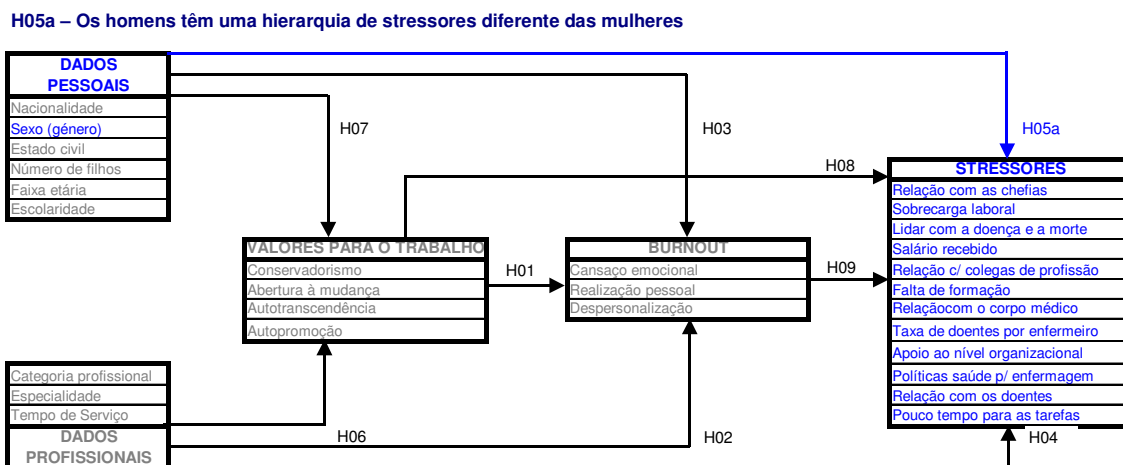 H05a – Os homens têm uma hierarquia de stressores diferente das mulheres
DADOS
PESSOAIS
Nacionalidade
Sexo (género)
Estado civil
Número de filhos
Faixa etária
Escolaridade
H07
H03
H05a
H08
STRESSORES
Relação com as chefias
Sobrecarga laboral
Lidar com a doença e a morte
Salário recebido
Relação c/ colegas de profissão
Falta de formação
Relaçãocom o corpo médico
Taxa de doentes por enfermeiro
Apoio ao nível organizacional
Políticas saúde p/ enfermagem
Relação com os doentes
Pouco tempo para as tarefas
VALORES PARA O TRABALHO
Conservadorismo
Abertura à mudança
Autotranscendência
Autopromoção
H01
BURNOUT
Cansaço emocional
Realização pessoal
Despersonalização
H09
Categoria profissional
Especialidade
Tempo de Serviço
DADOS
PROFISSIONAIS
H06
H02
H04